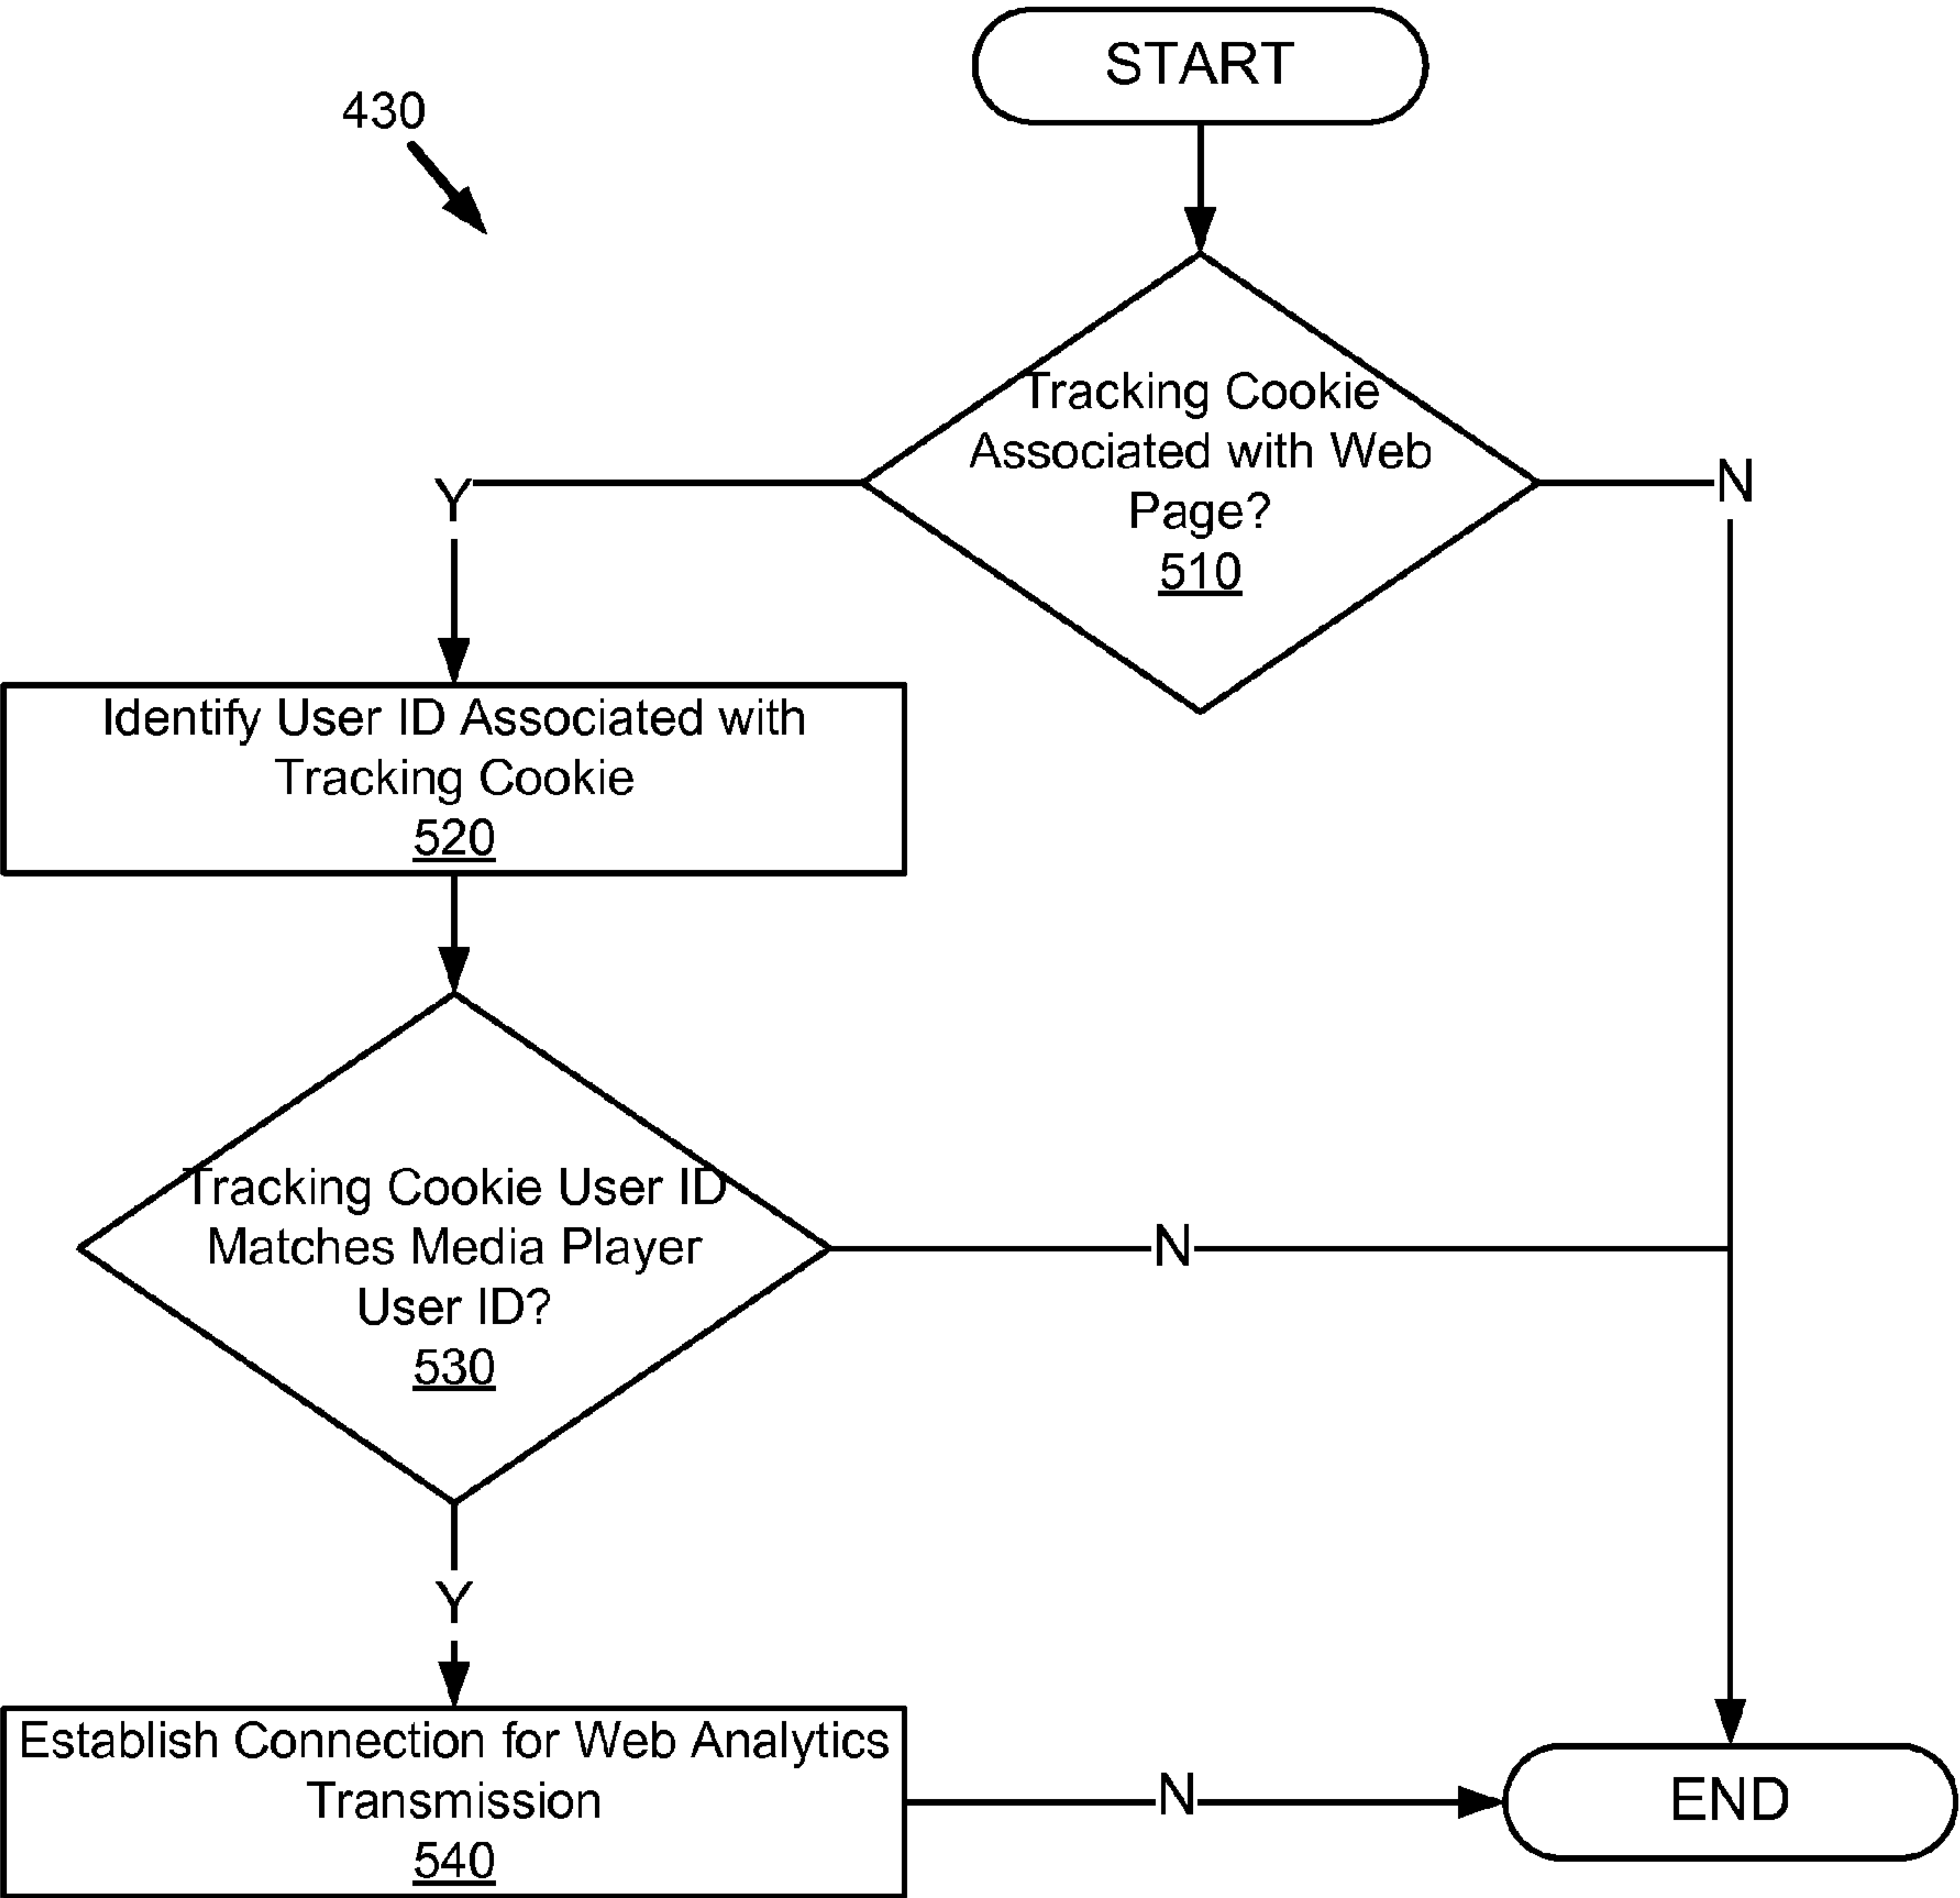 START
430
Tracking Cookie
Associated with Web
Page?
510
Y
N
Identify User ID Associated with
Tracking Cookie
520
Tracking Cookie User ID
Matches Media Player
User ID?
530
N
Y
Establish Connection for Web Analytics
Transmission
540
N
END